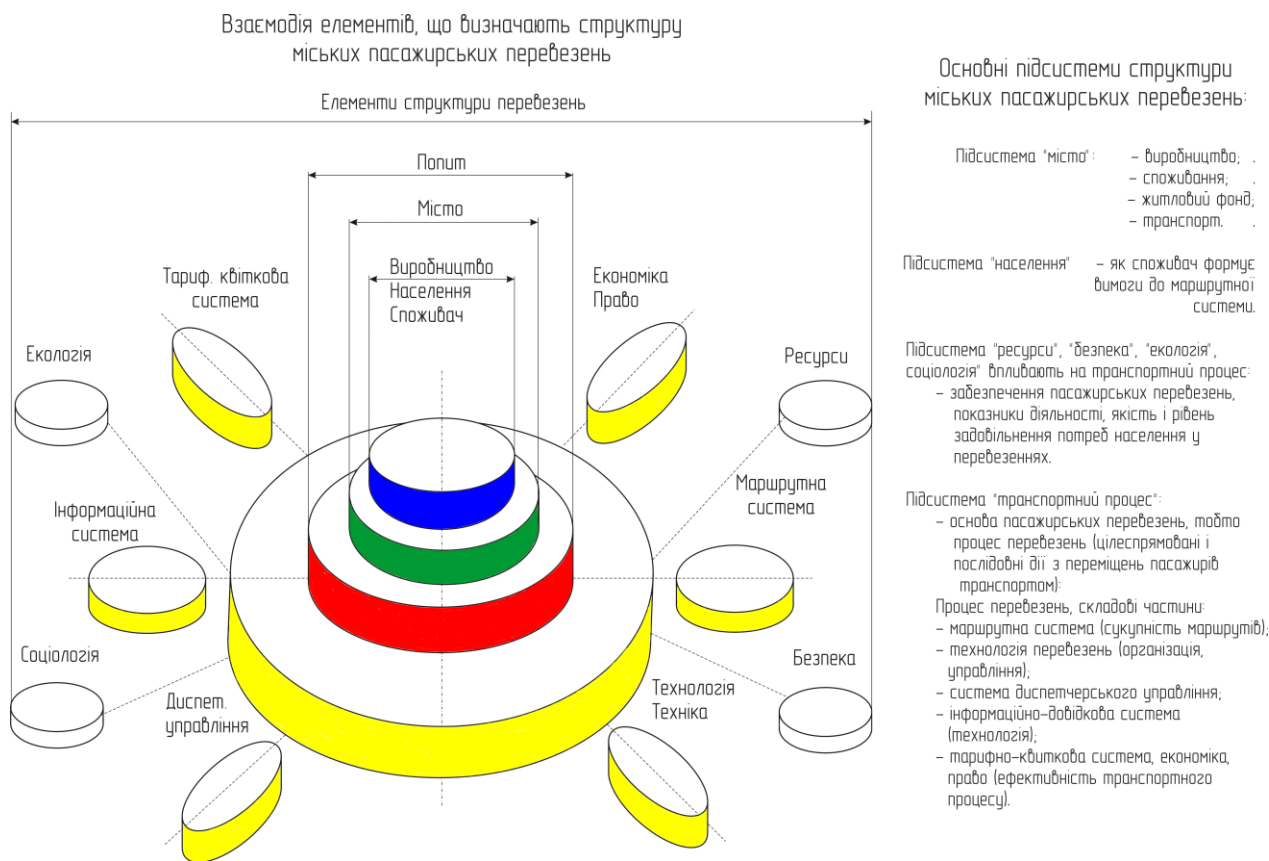 Взаємодія елементів, що визначають структуру
міських пасажирських перевезень
Елементи структури перевезень
Попит
Місто
Виробництво
Населення
Споживач
Тариф. квіткова
система
Економіка
Право
Екологія
Ресурси
Інформаційна
система
Маршрутна
система
Соціологія
Безпека
Диспет.
управління
Технологія
Техніка
Основні підсистеми структури
міських пасажирських перевезень:
Підсистема "місто": – виробництво; .
– споживання; .
– житловий фонд;
– транспорт. .
Підсистема "населення" – як споживач формує
вимоги до маршрутної
системи.
Підсистема "ресурси", "безпека", "екологія",
соціологія" впливають на транспортний процес:
– забезпечення пасажирських перевезень,
показники діяльності, якість і рівень
задовільнення потреб населення у
перевезеннях.
Підсистема "транспортний процес":
– основа пасажирських перевезень, тобто
процес перевезень (цілеспрямовані і
послідовні дії з переміщень пасажирів
транспортом):
Процес перевезень, складові частини:
– маршрутна система (сукупність маршрутів);
– технологія перевезень (організація,
управління);
– система диспетчерського управління;
– інформаційно-довідкова система
(технологія);
– тарифно-квиткова система, економіка,
право (ефективність транспортного
процесу).